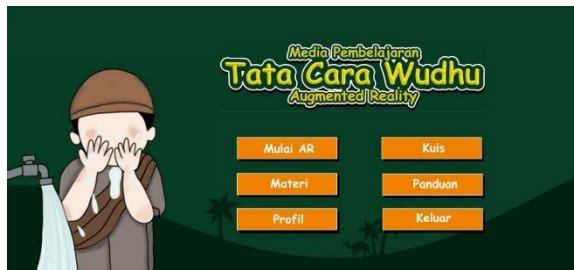 Media Pembelajaran
Tata Cara Wudhu
Augmented Reality
Mulai AR
Kuis
Materi
Panduan
Profil
Keluar